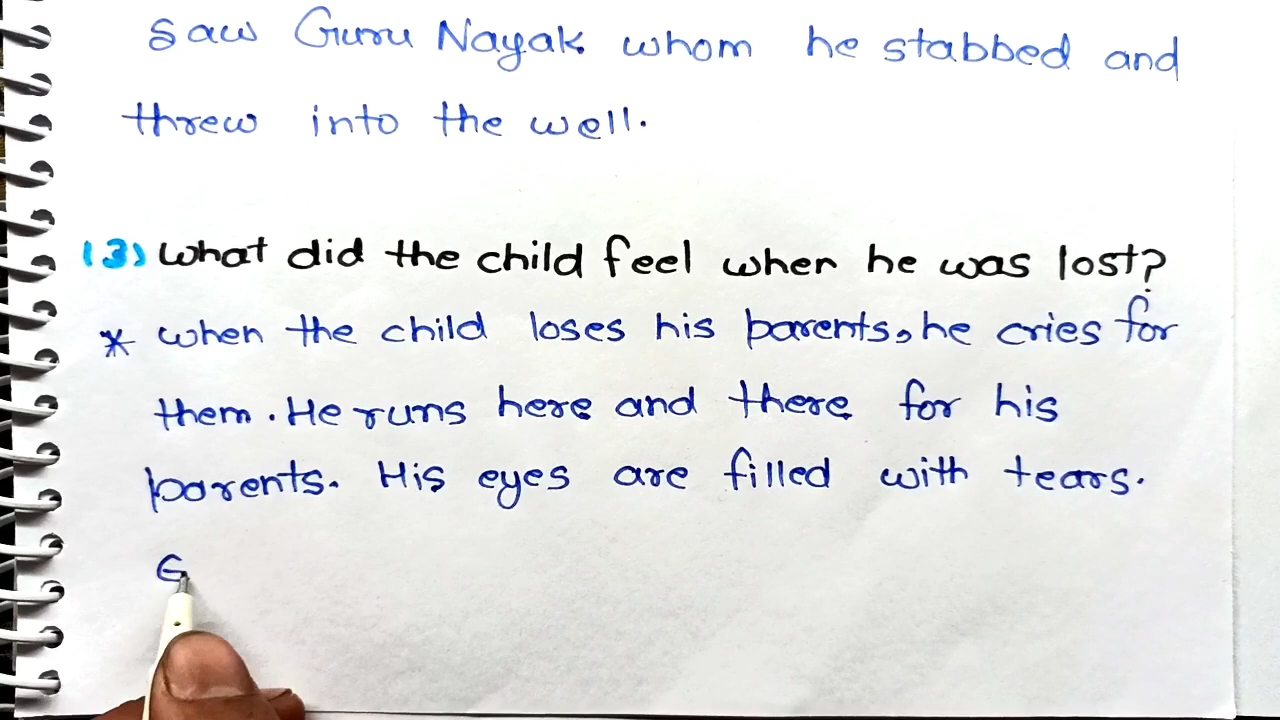 saw Guru Nayak whom he stabbed and
threw into the well.
(3) what did the child feel when he was lost?
* when the child loses his parents, he cries for
them. He runs here and there for his
parents. His eyes are filled with tears.